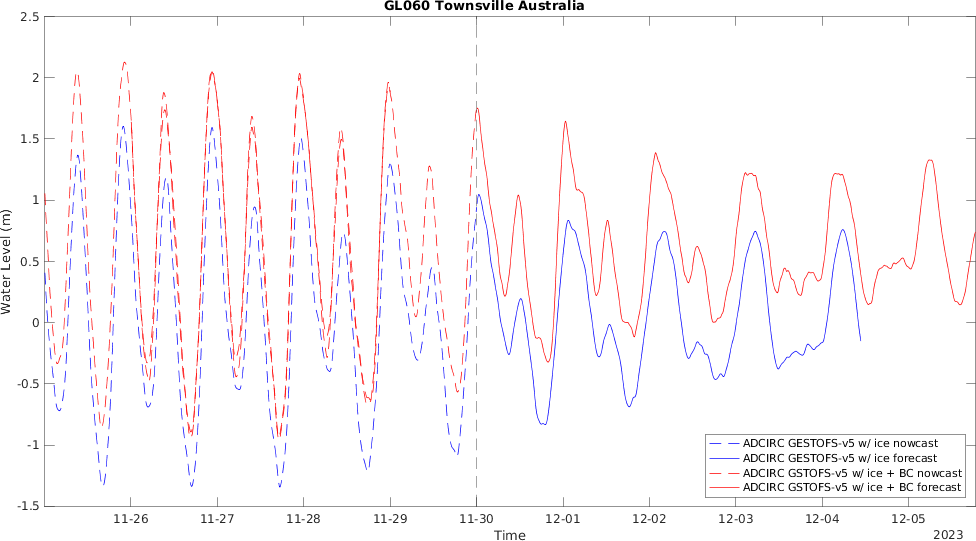 GL060 Townsville Australia
2.5
2
1.5
1
0.5
0
-0.5
-1
-1.5
Water Level (m)
ADCIRC GESTOFS-v5 w/ ice nowcast
ADCIRC GESTOFS-v5 w/ ice forecast
ADCIRC GSTOFS-v5 w/ ice + BC nowcast
ADCIRC GSTOFS-v5 w/ ice + BC forecast
11-26 11-27 11-28 11-29 11-30 12-01 12-02 12-03 12-04 12-05
Time
2023